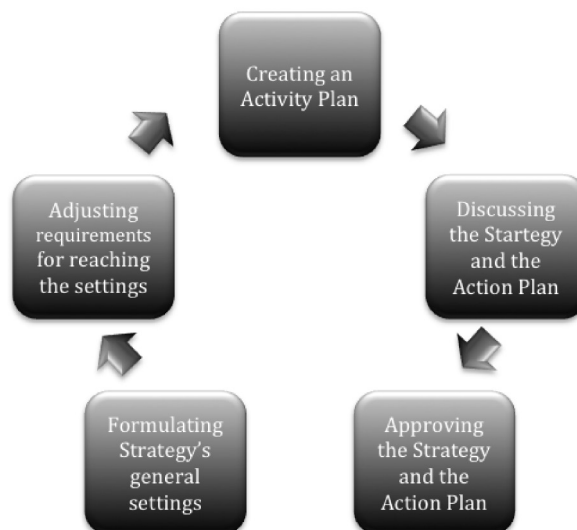 Creating an
Activity Plan
Adjusting
requirements
for reaching
the settings
Discussing
the Startegy
and the
Action Plan
Formulating
Strategy's
general
settings
Approving
the Strategy
and the
Action Plan